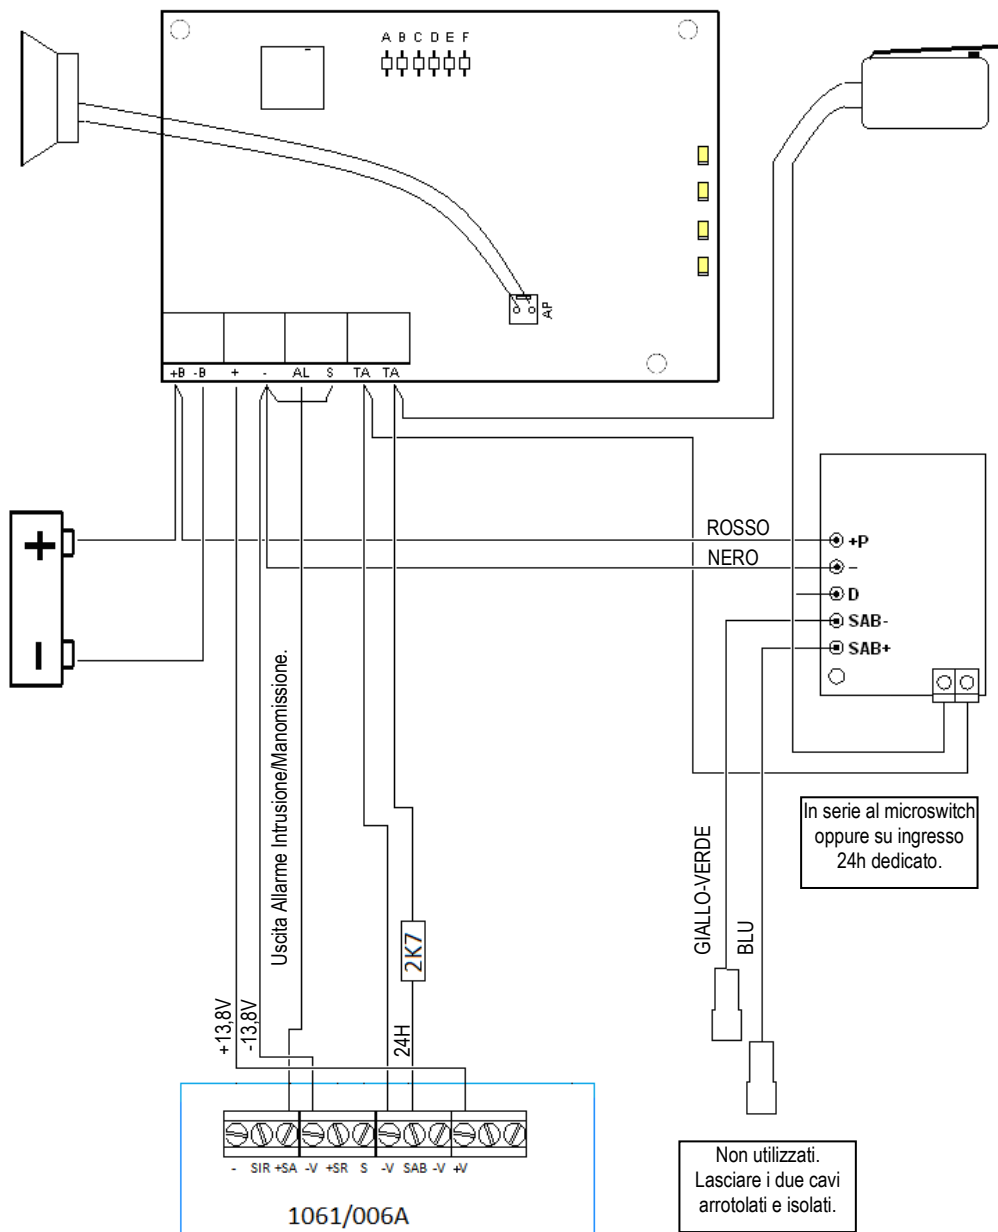 A B C D E F
AP
+B -B + - AL S TA TA
ROSSO
NERO
+P
–
D
SAB-
SAB+
+
–
Uscita Allarme Intrusione/Manomissione.
In serie al microswitch
oppure su ingresso
24h dedicato.
GIALLO-VERDE
BLU
2K7
+13,8V
-13,8V
24H
- SIR +SA -V +SR S -V SAB -V +V
Non utilizzati.
Lasciare i due cavi
arrotolati e isolati.
1061/006A